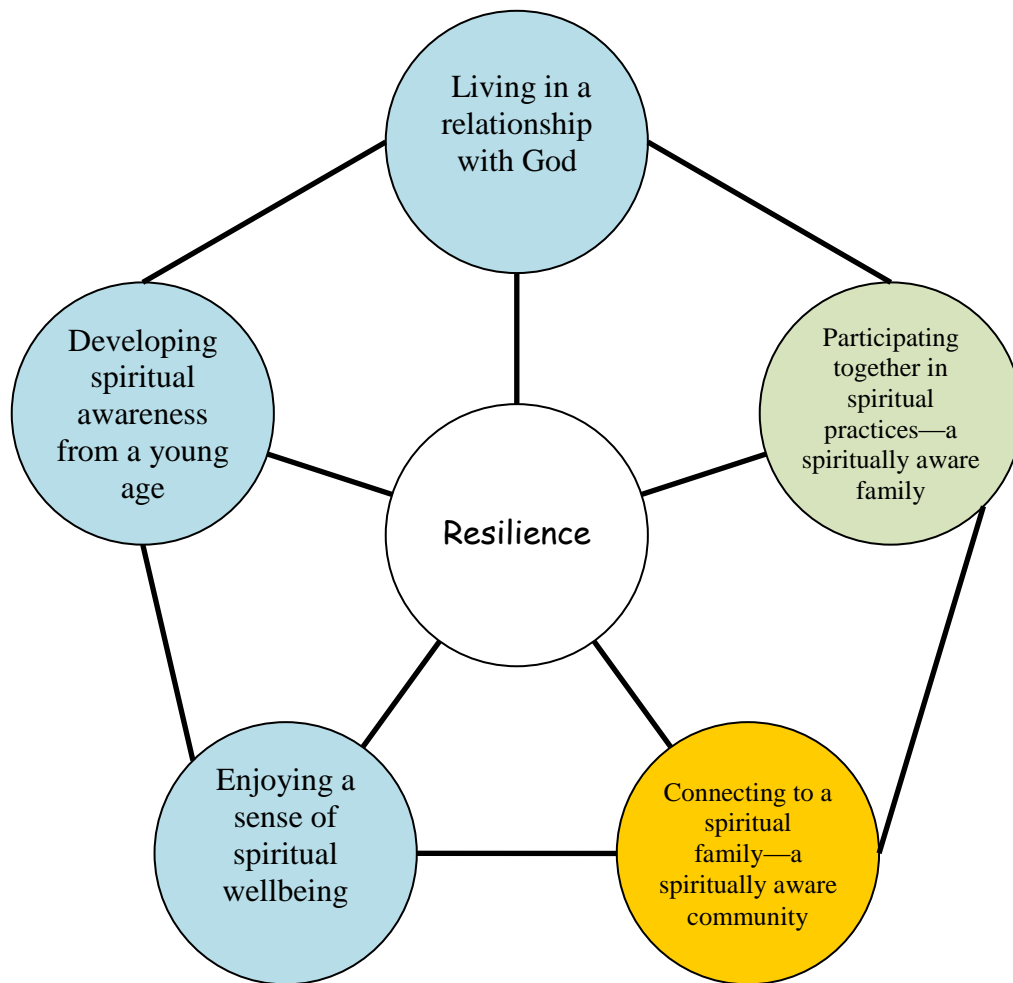 Living in a
relationship
with God
Developing
spiritual
awareness
from a young
age
Participating
together in
spiritual
practices—a
spiritually aware
family
Resilience
Enjoying a
sense of
spiritual
wellbeing
Connecting to a
spiritual
family—a
spiritually aware
community